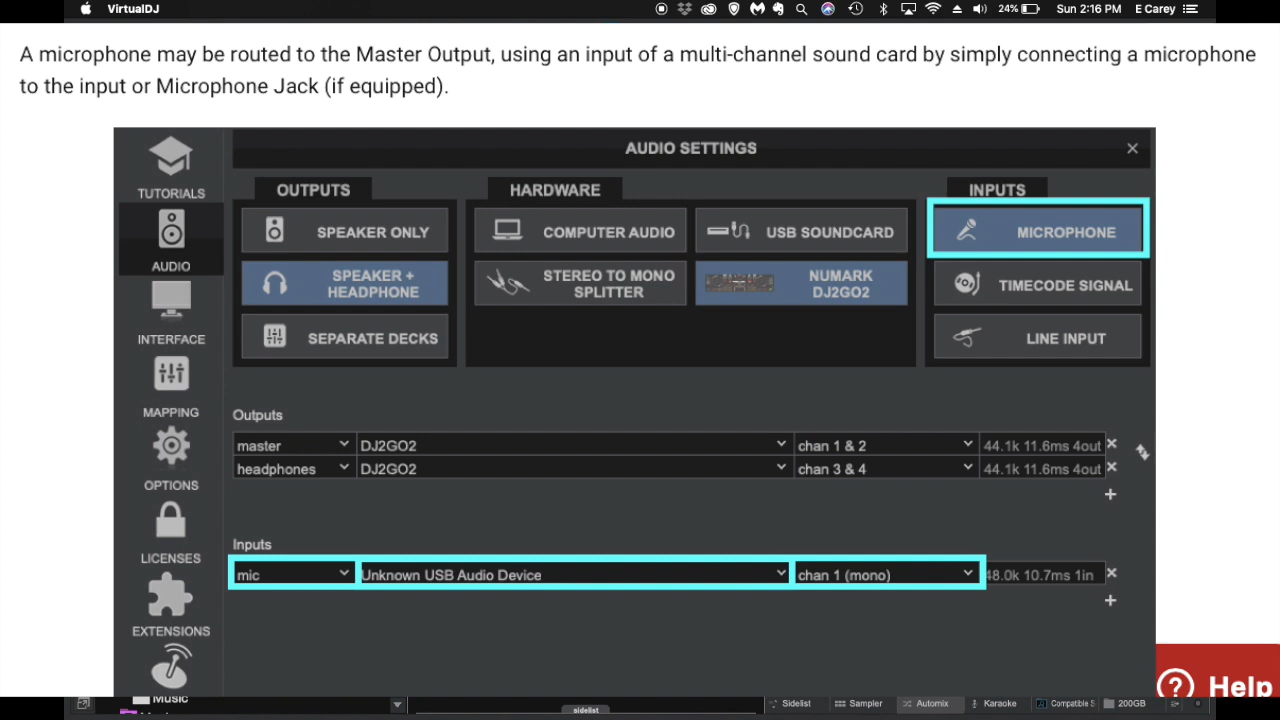 VirtualDJ
24%
Sun 2:16 PM
E Carey
A microphone may be routed to the Master Output, using an input of a multi-channel sound card by simply connecting a microphone
to the input or Microphone Jack (if equipped).
AUDIO SETTINGS
TUTORIALS
AUDIO
INTERFACE
MAPPING
OPTIONS
LICENSES
EXTENSIONS
OUTPUTS
SPEAKER ONLY
SPEAKER +
HEADPHONE
SEPARATE DECKS
HARDWARE
COMPUTER AUDIO
USB SOUNDCARD
STEREO TO MONO
SPLITTER
NUMARK
DJ2GO2
INPUTS
MICROPHONE
TIMECODE SIGNAL
LINE INPUT
Outputs
master DJ2GO2 chan 1 & 2 44.1k 11.6ms 4out
headphones DJ2GO2 chan 3 & 4 44.1k 11.6ms 4out
Inputs
mic Unknown USB Audio Device chan 1 (mono) 48.0k 10.7ms 1in
Help
Music
sidelist
Sidelist
Sampler
Automix
Karaoke
Compatible S
200GB